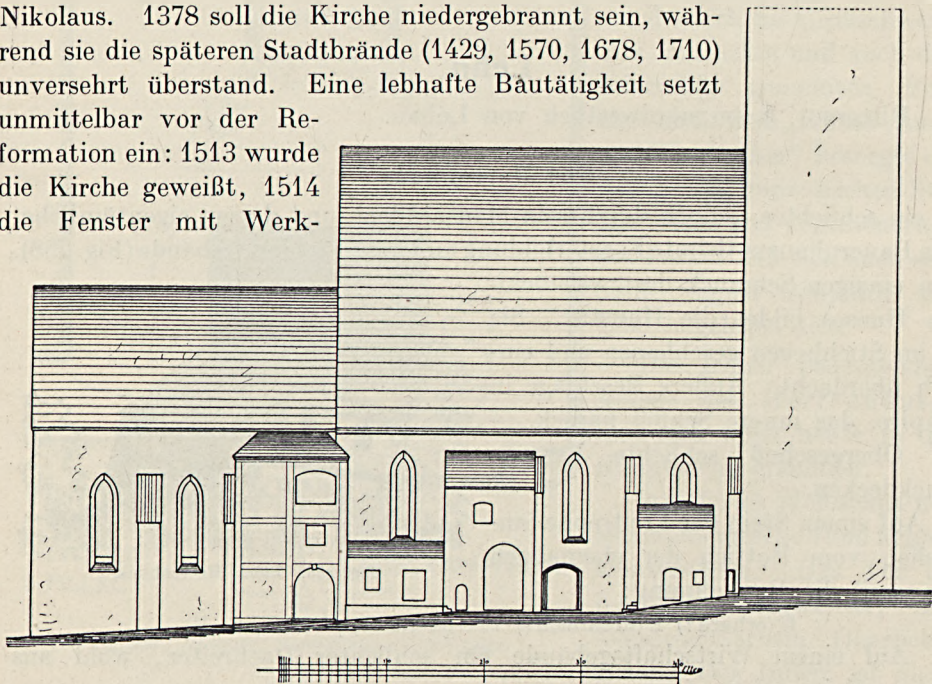 Nikolaus. 1378 soll die Kirche niedergebrannt sein, wäh-
rend sie die späteren Stadtbrände (1429, 1570, 1678, 1710)
unversehrt überstand. Eine lebhafte Bautätigkeit setzt
unmittelbar vor der Re-
formation ein: 1513 wurde
die Kirche geweißt, 1514
die Fenster mit Werk-